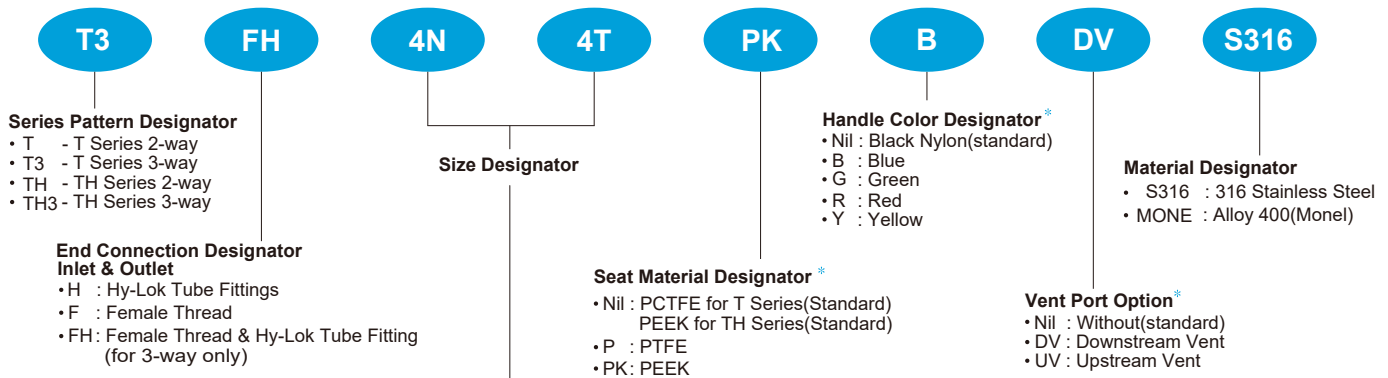 T3 FH 4N 4T PK B DV S316
Series Pattern Designator
• T - T Series 2-way
• T3 - T Series 3-way
• TH - TH Series 2-way
• TH3 - TH Series 3-way
End Connection Designator
Inlet & Outlet
• H : Hy-Lok Tube Fittings
• F : Female Thread
• FH : Female Thread & Hy-Lok Tube Fitting
(for 3-way only)
Size Designator
Seat Material Designator *
• Nil : PCTFE for T Series(Standard)
PEEK for TH Series(Standard)
• P : PTFE
• PK : PEEK
Handle Color Designator *
• Nil : Black Nylon(standard)
• B : Blue
• G : Green
• R : Red
• Y : Yellow
Vent Port Option*
• Nil : Without(standard)
• DV : Downstream Vent
• UV : Upstream Vent
Material Designator
• S316 : 316 Stainless Steel
• MONE : Alloy 400(Monel)